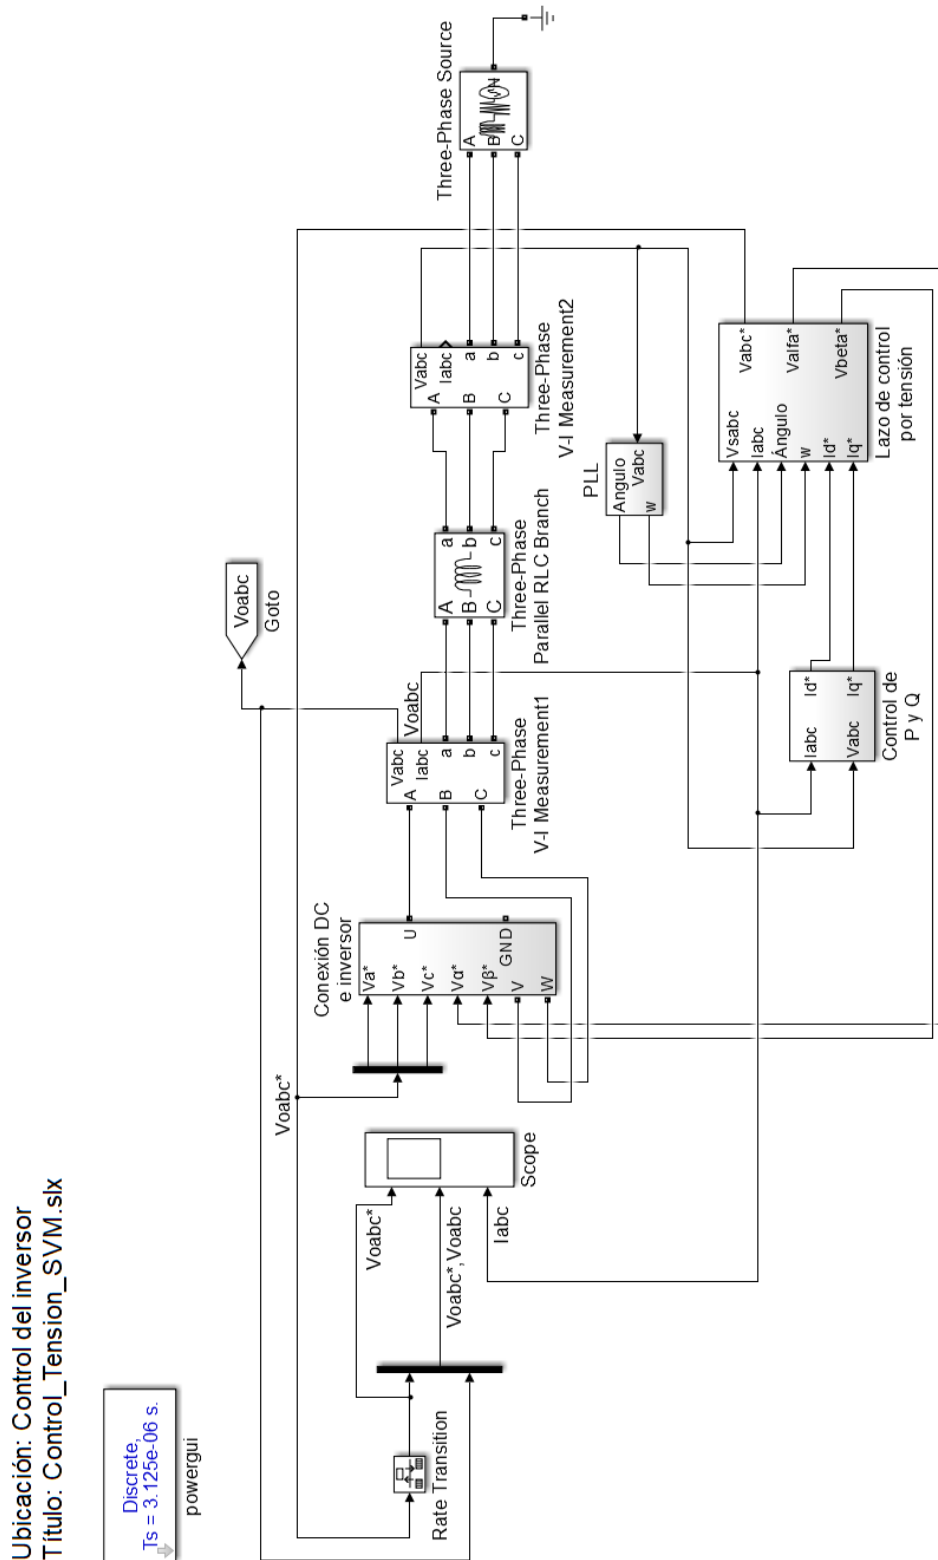 Ubicación: Control del inversor
Título: Control_Tension_SVM.slx
Discrete,
Ts = 3.125e-06 s.
powergui
Voabc
Goto
Voabc*
Rate Transition
Voabc*
Voabc*,Voabc
Iabc
Scope
Conexión DC
e inversor
Va*
Vb*
Vc*
Vα*
Vβ*
V
W
U
GND
Vabc
Iabc
A
B
C
a
b
c
Voabc
Three-Phase
V-I Measurement1
A
B
C
a
b
c
Three-Phase
Parallel RLC Branch
Vabc
Iabc
A
B
C
a
b
c
Three-Phase
V-I Measurement2
Three-Phase Source
A
B
C
N
PLL
Angulo
Vabc
w
Iabc
Vabc
Id*
Iq*
Control de
P y Q
Vsabc
Iabc
Ángulo
w
Id*
Iq*
Vabc*
Valfa*
Vbeta*
Lazo de control
por tensión